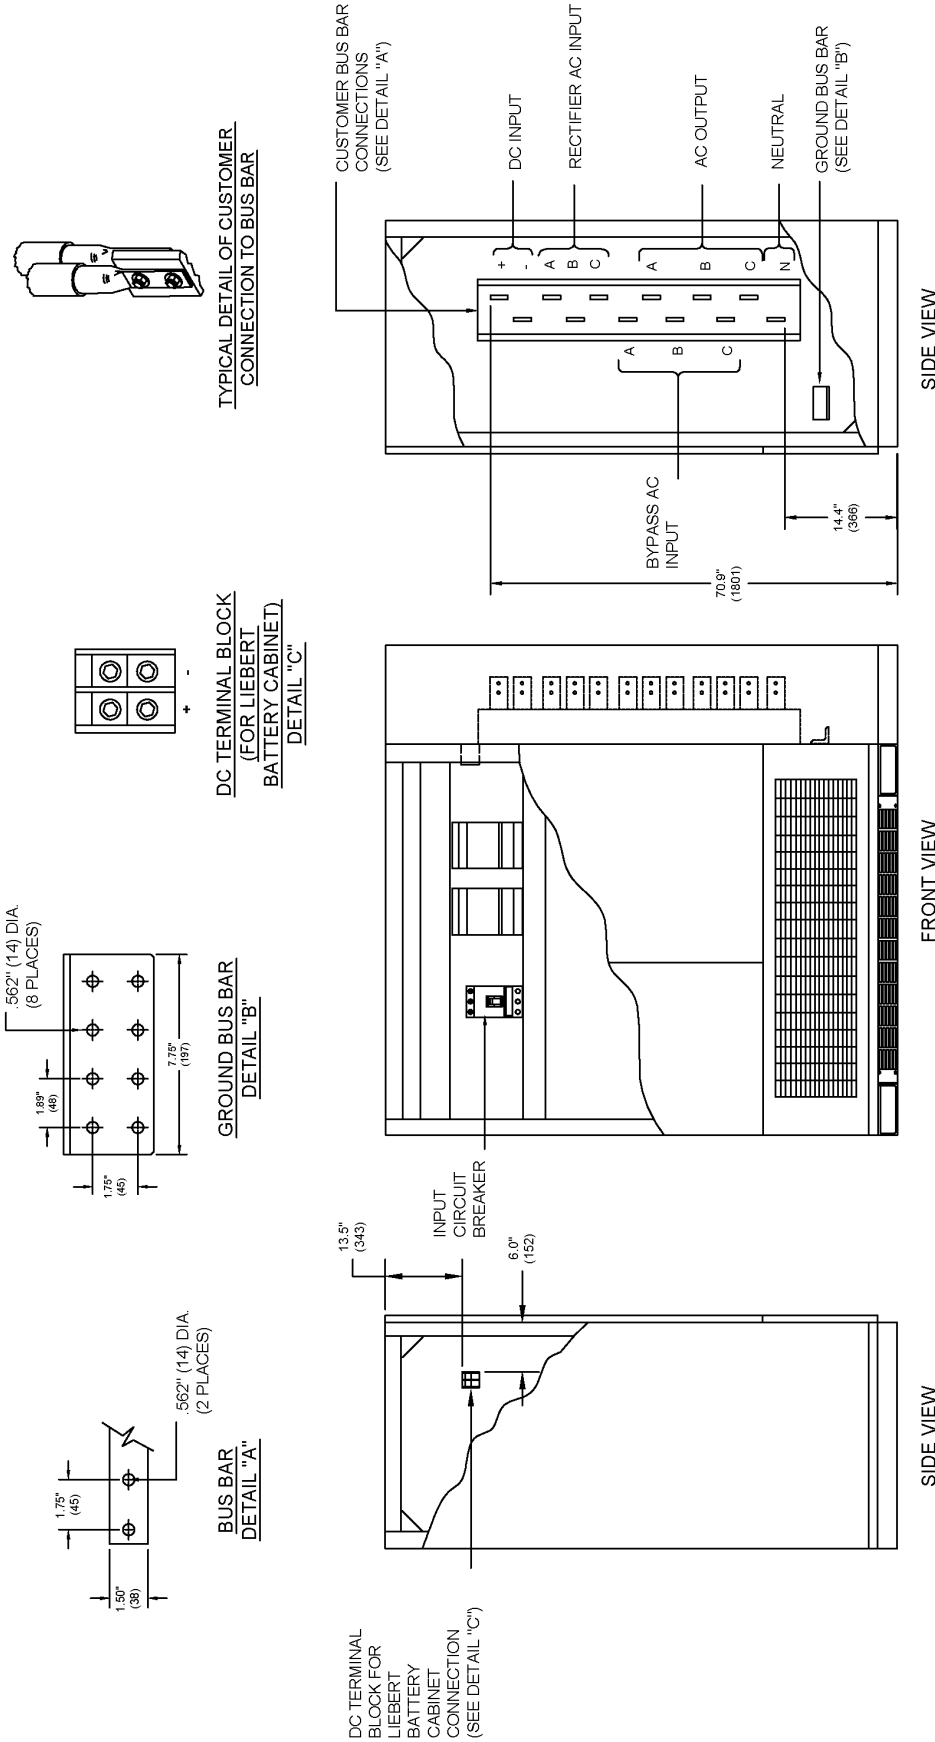 1.50"
(38)
1.75"
(45)
.562" (14) DIA.
(2 PLACES)
BUS BAR
DETAIL "A"
1.75"
(45)
1.89"
(48)
.562" (14) DIA.
(8 PLACES)
7.75"
(197)
GROUND BUS BAR
DETAIL "B"
+
-
DC TERMINAL BLOCK
(FOR LIEBERT
BATTERY CABINET)
DETAIL "C"
TYPICAL DETAIL OF CUSTOMER
CONNECTION TO BUS BAR
DC TERMINAL
BLOCK FOR
LIEBERT
BATTERY
CABINET
CONNECTION
(SEE DETAIL "C")
13.5"
(343)
6.0"
(152)
SIDE VIEW
INPUT
CIRCUIT
BREAKER
FRONT VIEW
70.9"
(1801)
14.4"
(366)
BYPASS AC
INPUT
A
B
C
+
-
A
B
C
A
B
C
N
CUSTOMER BUS BAR
CONNECTIONS
(SEE DETAIL "A")
DC INPUT
RECTIFIER AC INPUT
AC OUTPUT
NEUTRAL
GROUND BUS BAR
(SEE DETAIL "B")
SIDE VIEW